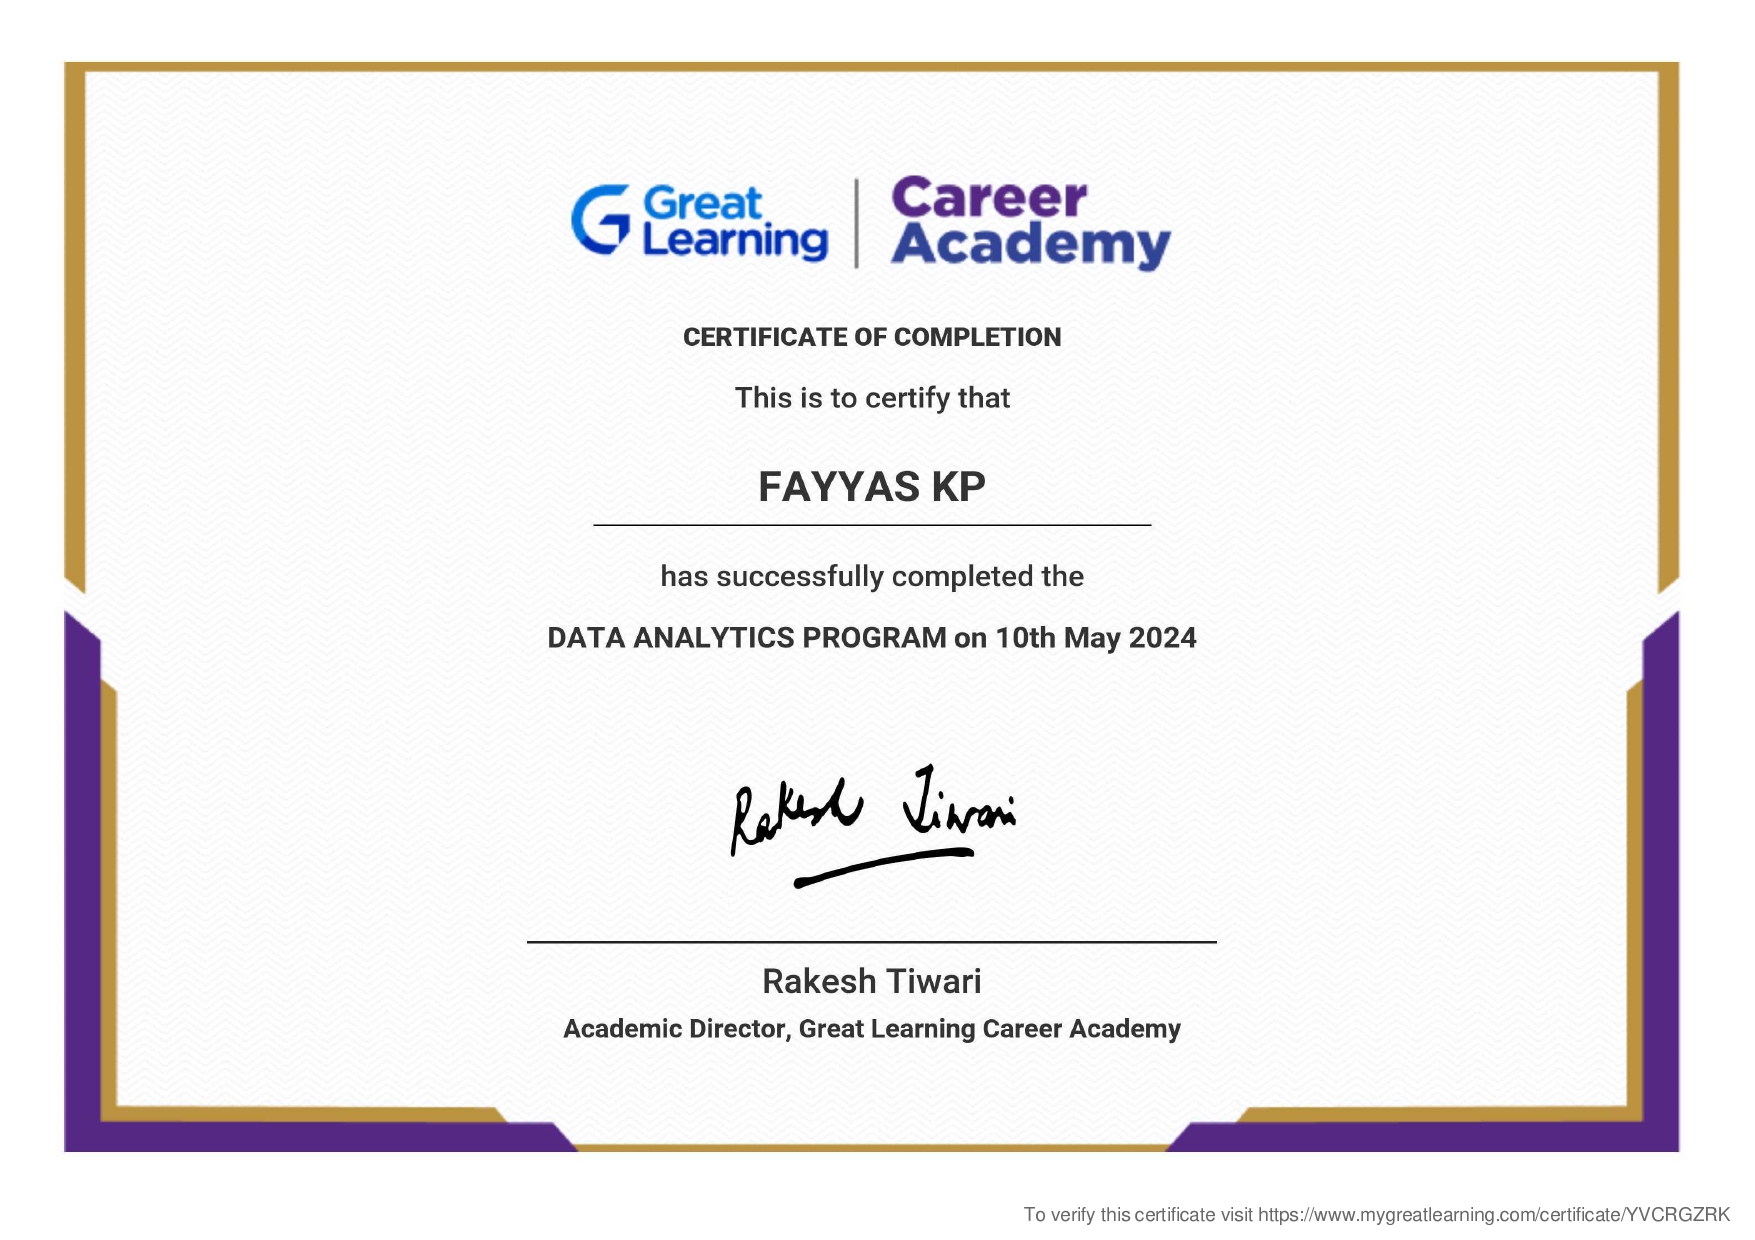 Great Learning
Career Academy
CERTIFICATE OF COMPLETION
This is to certify that
FAYYAS KP
has successfully completed the
DATA ANALYTICS PROGRAM on 10th May 2024
Rakesh Tiwari
Rakesh Tiwari
Academic Director, Great Learning Career Academy
To verify this certificate visit https://www.mygreatlearning.com/certificate/YVCRGZRK